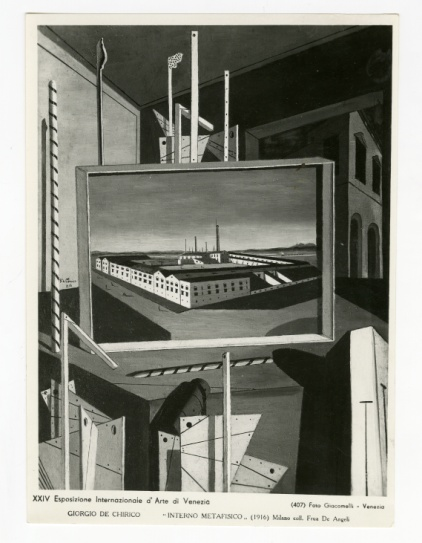 XXIV Esposizione Internazionale d'Arte di Venezia (407) Foto Giacomelli - Venezia
GIORGIO DE CHIRICO "INTERNO METAFISICO„ (1916) Milano coll. Frua De Angeli